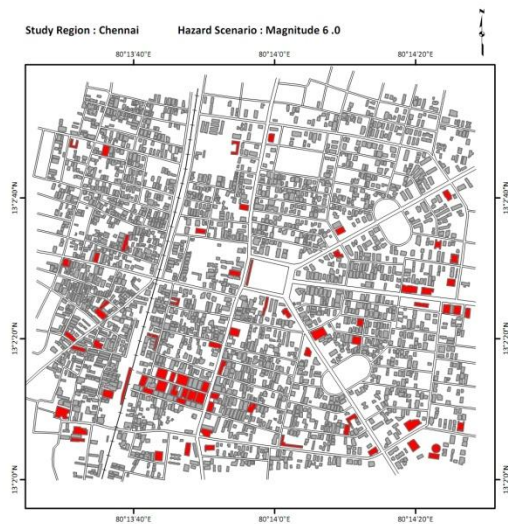 Study Region : Chennai Hazard Scenario : Magnitude 6 .0
N
80°13'40"E 80°14'0"E 80°14'20"E
13°2'40"N 13°2'40"N
13°2'20"N 13°2'20"N
13°2'0"N 13°2'0"N
80°13'40"E 80°14'0"E 80°14'20"E